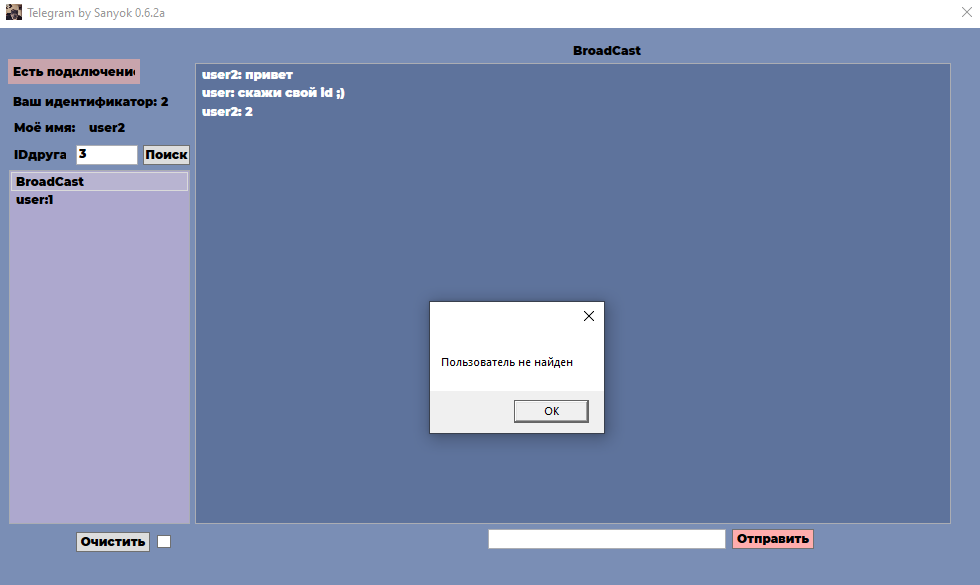 Telegram by Sanyok 0.6.2a
BroadCast
Есть подключени
Ваш идентификатор: 2
Моё имя: user2
IDдруга 3 Поиск
BroadCast
user:1
user2: привет
user: скажи свой id ;)
user2: 2
Пользователь не найден
OK
Очистить
Отправить